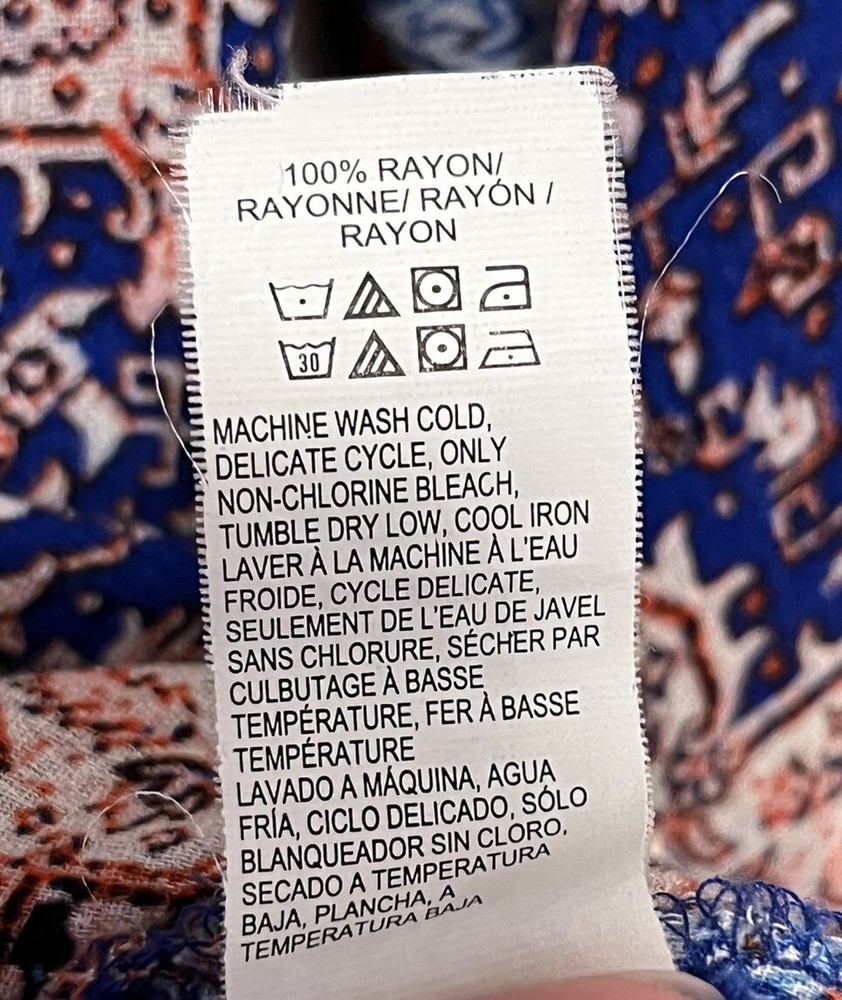 100% RAYON/
RAYONNE/ RAYÓN /
RAYON
30
MACHINE WASH COLD,
DELICATE CYCLE, ONLY
NON-CHLORINE BLEACH,
TUMBLE DRY LOW, COOL IRON
LAVER À LA MACHINE À L'EAU
FROIDE, CYCLE DELICATE,
SEULEMENT DE L'EAU DE JAVEL
SANS CHLORURE, SÉCHER PAR
CULBUTAGE À BASSE
TEMPÉRATURE, FER À BASSE
TEMPÉRATURE
LAVADO A MÁQUINA, AGUA
FRÍA, CICLO DELICADO, SÓLO
BLANQUEADOR SIN CLORO,
SECADO A TEMPERATURA
BAJA, PLANCHA, A
TEMPERATURA BAJA